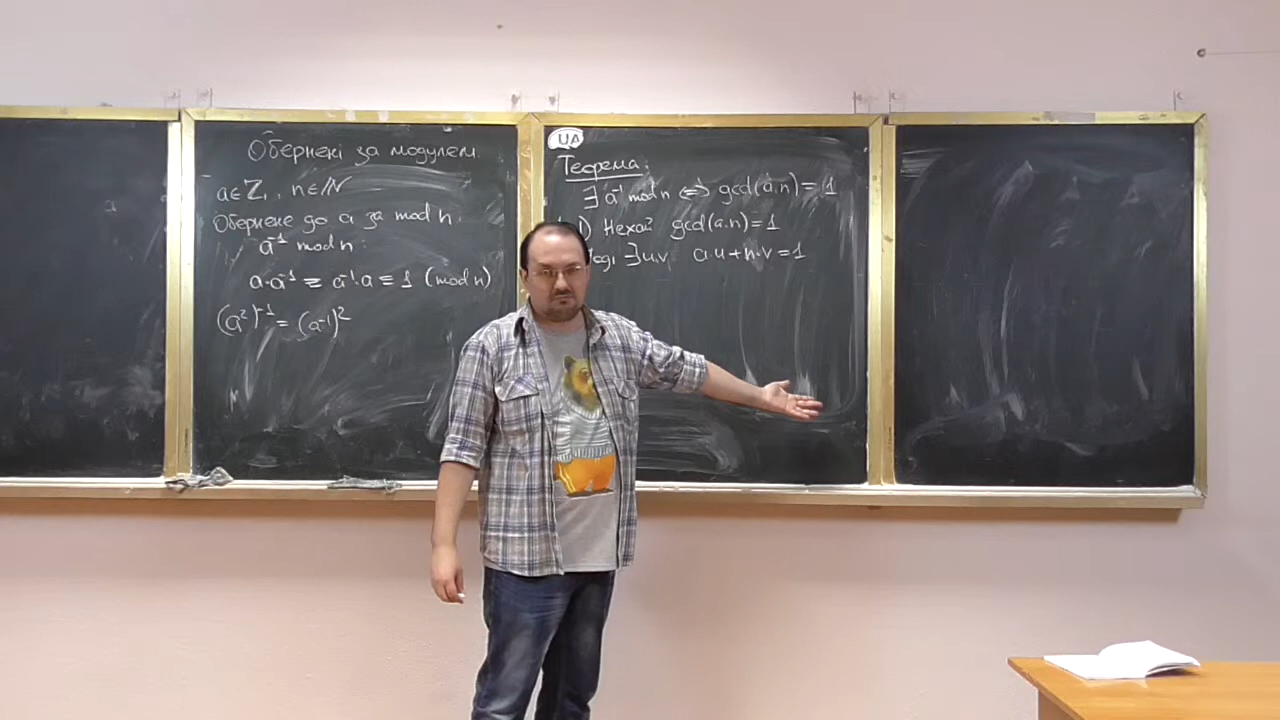 Обернені за модулем.
a∈ℤ, n∈ℕ
Обернене до a за mod n.
a⁻¹ mod n:
a·a⁻¹ ≡ a⁻¹·a ≡ 1 (mod n)
(a²)⁻¹ = (a⁻¹)²
UA
Теорема:
∃ a⁻¹ mod n ⇔ gcd(a,n) = 1
1) Нехай gcd(a,n) = 1
∃ u,v a·u + n·v = 1